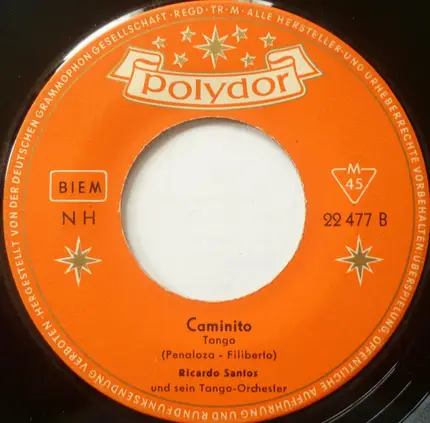 HERGESTELLT VON DER DEUTSCHEN GRAMMOPHON GESELLSCHAFT · REGD · TR · M · ALLE HERSTELLER- UND URHEBERRECHTE VORBEHALTEN/ÜBERSPIELUNG, ÖFFENTLICHE AUFFÜHRUNG UND RUNDFUNKSENDUNG VERBOTEN ·
polydor
BIEM
M
45
NH
22 477 B
Caminito
Tango
(Penaloza - Filiberto)
Ricardo Santos
und sein Tango-Orchester